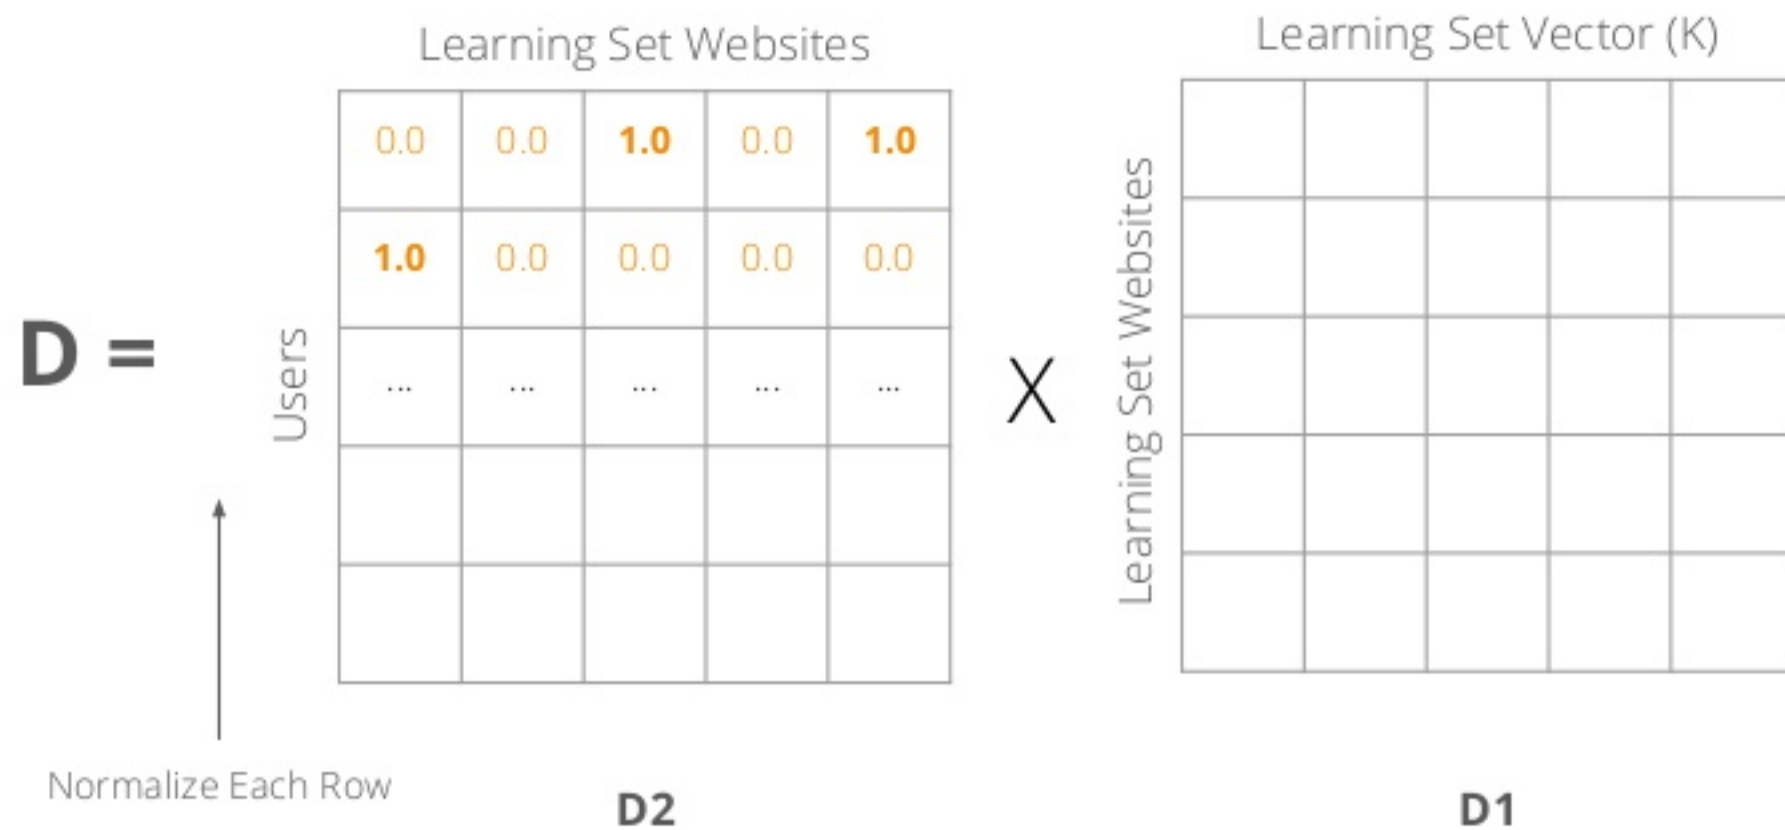 Learning Set Websites
Learning Set Vector (K)
0.0 0.0 1.0 0.0 1.0
1.0 0.0 0.0 0.0 0.0
D =
Users
... ... ... ... ...
X
Learning Set Websites
Normalize Each Row
D2
D1